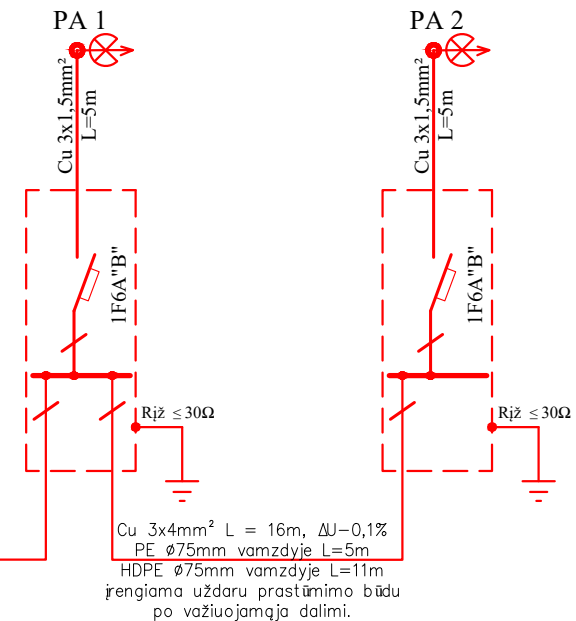 PA 1
PA 2
Cu 3x1,5mm²
L=5m
Cu 3x1,5mm²
L=5m
1F6A"B"
1F6A"B"
Rįž ≤30Ω
Rįž ≤30Ω
Cu 3x4mm² L = 16m, ΔU-0,1%
PE Ø75mm vamzdyje L=5m
HDPE Ø75mm vamzdyje L=11m
įrengiama uždaru prastūmimo būdu
po važiuojamąja dalimi.